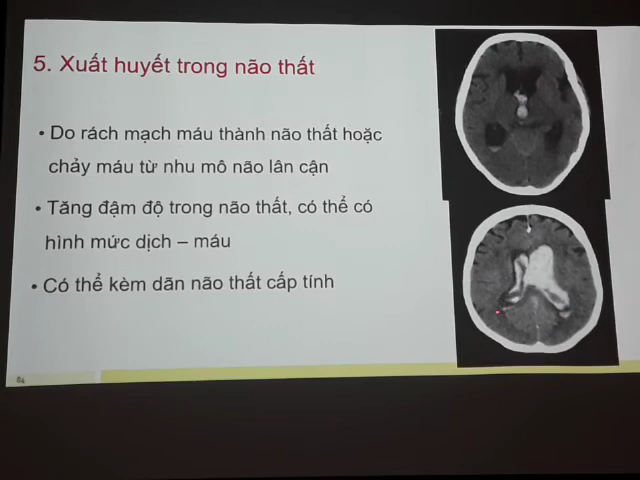 5. Xuất huyết trong não thất
• Do rách mạch máu thành não thất hoặc
chảy máu từ nhu mô não lân cận
• Tăng đậm độ trong não thất, có thể có
hình mức dịch – máu
• Có thể kèm dãn não thất cấp tính